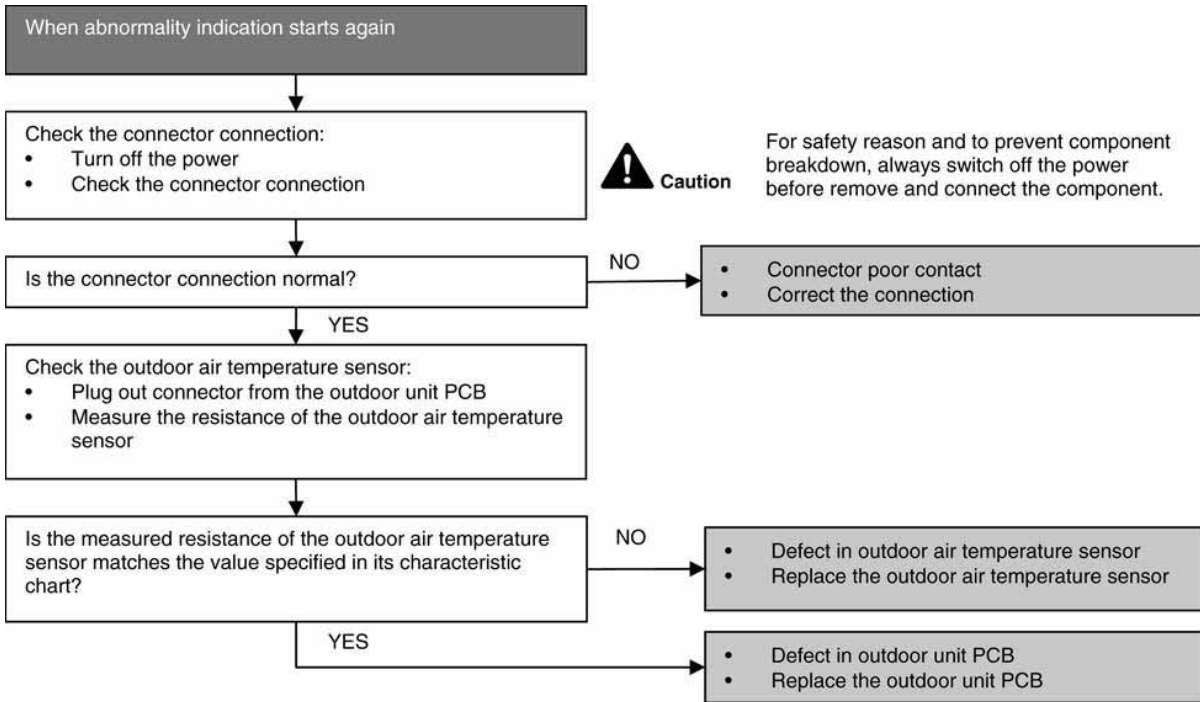 When abnormality indication starts again
Check the connector connection:
• Turn off the power
• Check the connector connection
Caution
For safety reason and to prevent component
breakdown, always switch off the power
before remove and connect the component.
Is the connector connection normal?
NO
• Connector poor contact
• Correct the connection
YES
Check the outdoor air temperature sensor:
• Plug out connector from the outdoor unit PCB
• Measure the resistance of the outdoor air temperature
sensor
Is the measured resistance of the outdoor air temperature
sensor matches the value specified in its characteristic
chart?
NO
• Defect in outdoor air temperature sensor
• Replace the outdoor air temperature sensor
YES
• Defect in outdoor unit PCB
• Replace the outdoor unit PCB